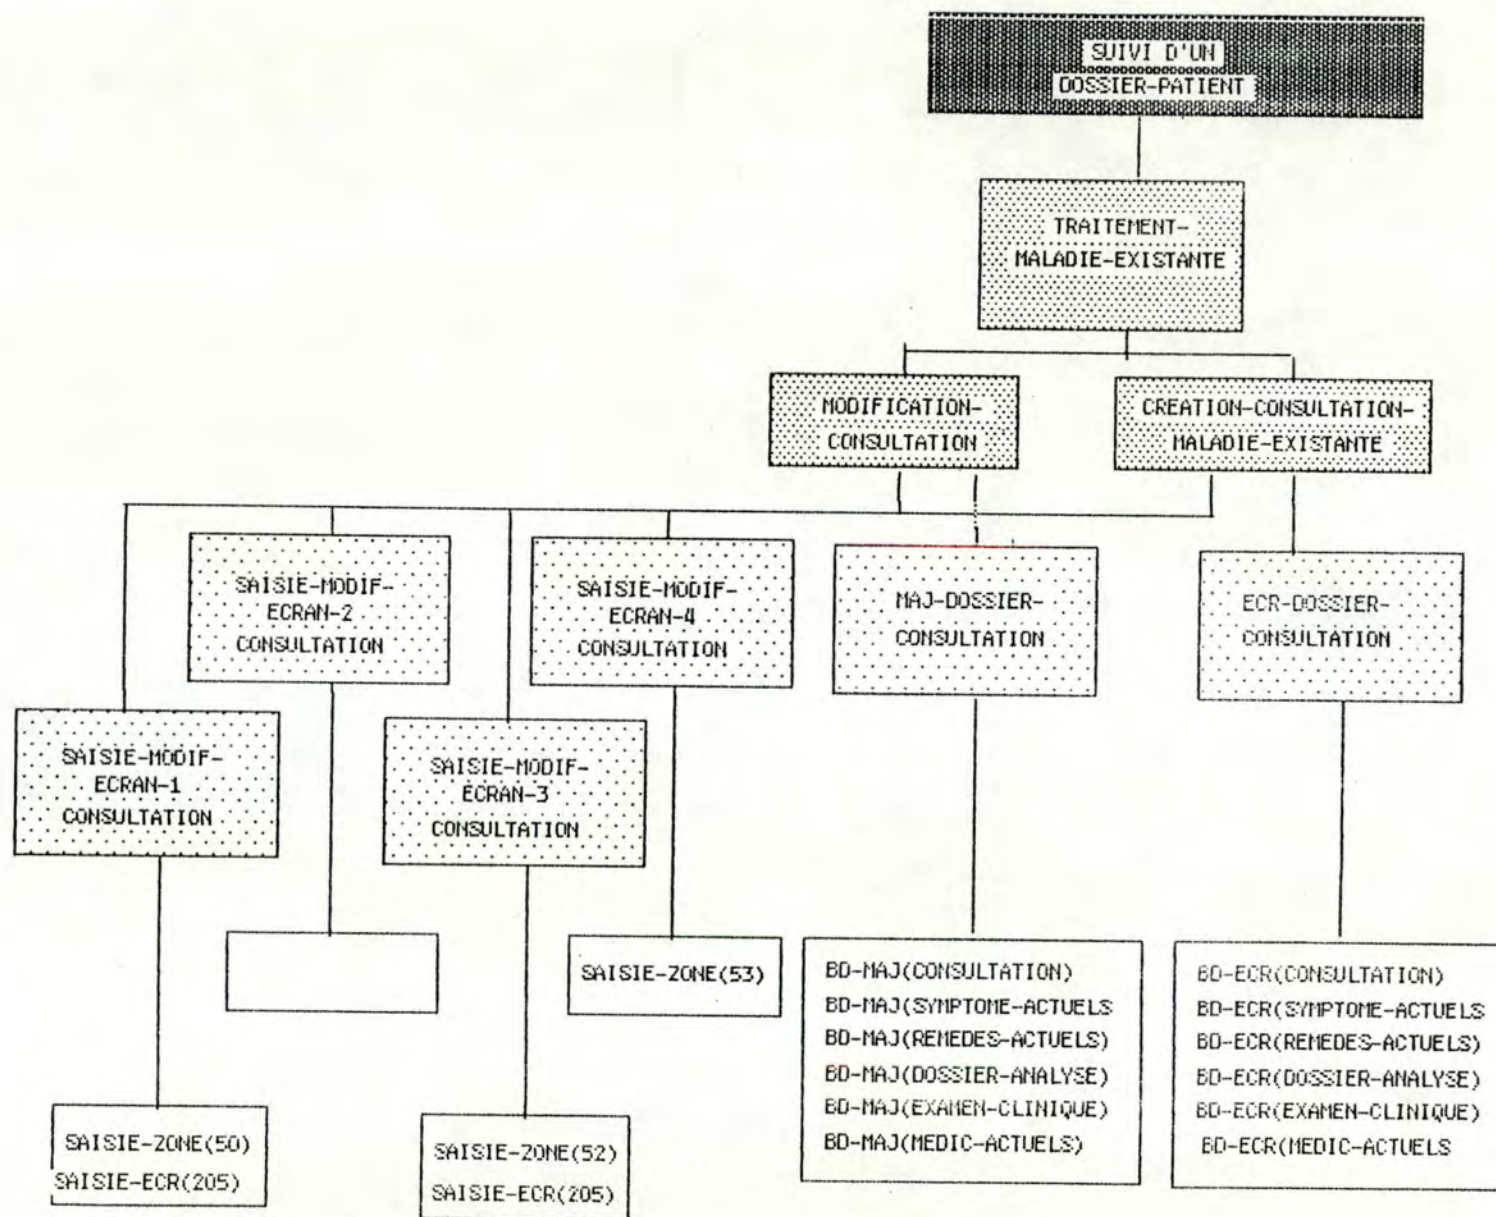 SUIVI D'UN
DOSSIER-PATIENT
TRAITEMENT-
MALADIE-EXISTANTE
MODIFICATION-
CONSULTATION
CREATION-CONSULTATION-
MALADIE-EXISTANTE
SAISIE-MODIF-
ECRAN-2
CONSULTATION
SAISIE-MODIF-
ECRAN-4
CONSULTATION
MAJ-DOSSIER-
CONSULTATION
ECR-DOSSIER-
CONSULTATION
SAISIE-MODIF-
ECRAN-1
CONSULTATION
SAISIE-MODIF-
ECRAN-3
CONSULTATION
SAISIE-ZONE(53)
BD-MAJ(CONSULTATION)
BD-MAJ(SYMPTOME-ACTUELS
BD-MAJ(REMEDES-ACTUELS)
BD-MAJ(DOSSIER-ANALYSE)
BD-MAJ(EXAMEN-CLINIQUE)
BD-MAJ(MEDIC-ACTUELS)
BD-ECR(CONSULTATION)
BD-ECR(SYMPTOME-ACTUELS
BD-ECR(REMEDES-ACTUELS)
BD-ECR(DOSSIER-ANALYSE)
BD-ECR(EXAMEN-CLINIQUE)
BD-ECR(MEDIC-ACTUELS
SAISIE-ZONE(50)
SAISIE-ECR(205)
SAISIE-ZONE(52)
SAISIE-ECR(205)